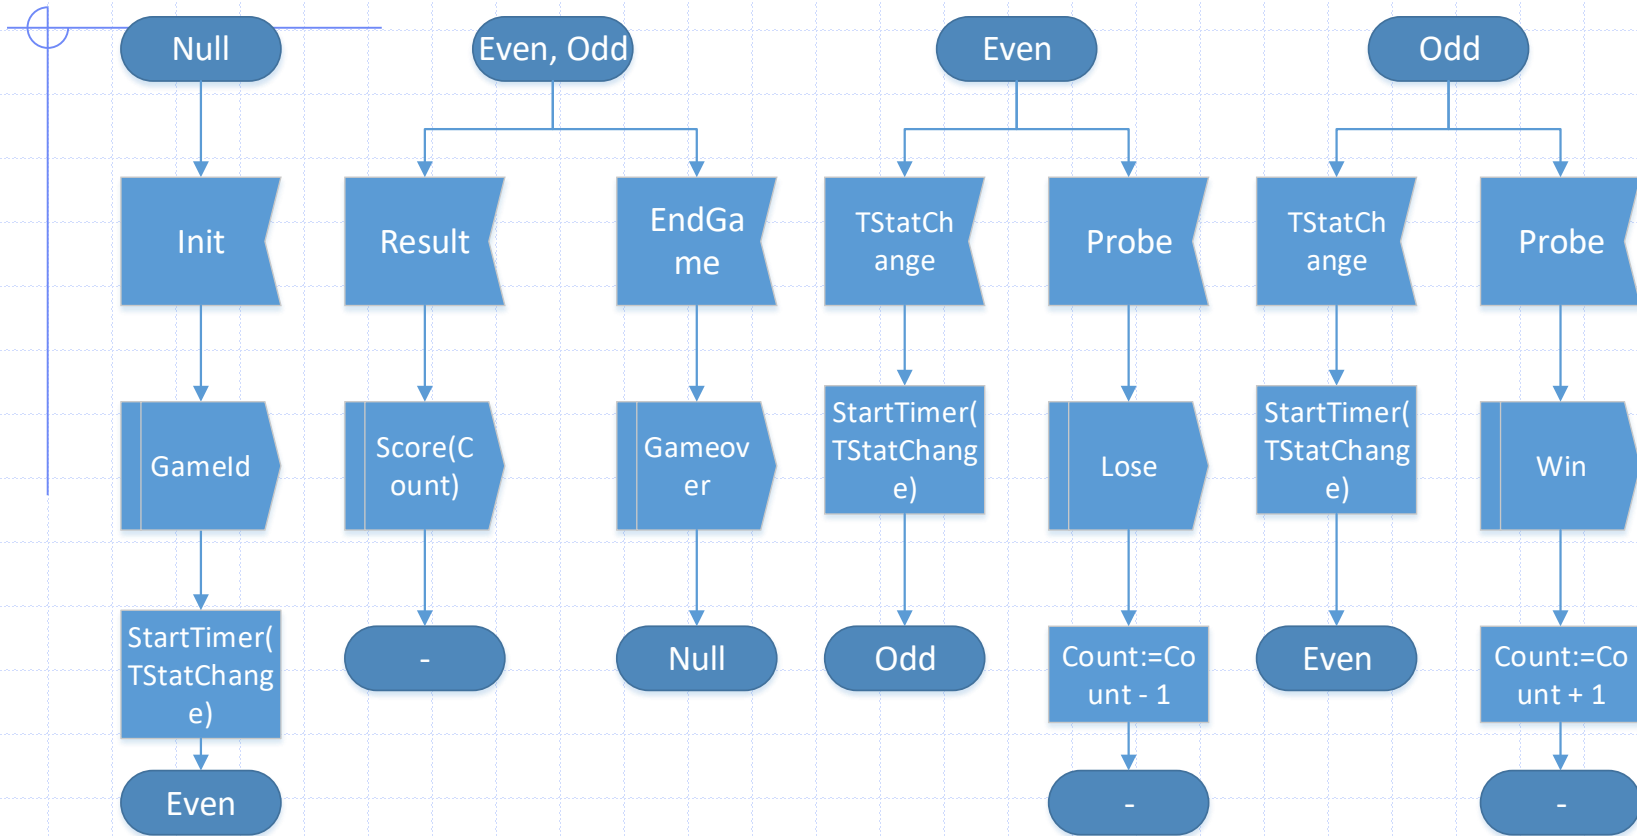 Null
Even, Odd
Even
Odd
Init
Result
EndGa
me
TStatCh
ange
Probe
TStatCh
ange
Probe
GameId
Score(C
ount)
Gameov
er
StartTimer(
TStatChang
e)
Lose
StartTimer(
TStatChang
e)
Win
StartTimer(
TStatChang
e)
-
Null
Odd
Count:=Co
unt - 1
Even
Count:=Co
unt + 1
Even
-
-